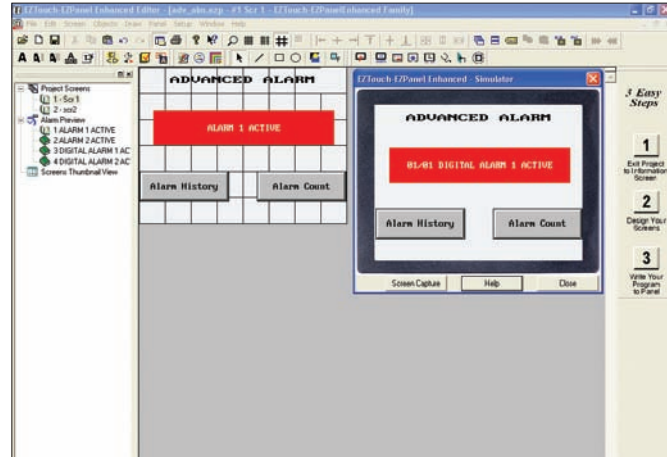 EZTouch-EZPanel Enhanced Editor - [adv_alm.ezp - #1 Scr 1 - EZTouch-EZPanelEnhanced Family]
File Edit Screen Objects Draw Panel Setup Window Help
Project Screens
1 - Scr1
2 - scr2
Alarm Preview
1 ALARM 1 ACTIVE
2 ALARM 2 ACTIVE
3 DIGITAL ALARM 1 AC
4 DIGITAL ALARM 2 AC
Screens Thumbnail View
ADVANCED ALARM
ALARM 1 ACTIVE
Alarm History
Alarm Count
EZTouch-EZPanel Enhanced - Simulator
ADVANCED ALARM
01/01 DIGITAL ALARM 1 ACTIVE
Alarm History
Alarm Count
Screen Capture
Help
Close
3 Easy
Steps
1
Exit Project
to Information
Screen
2
Design Your
Screens
3
Write Your
Program
to Panel